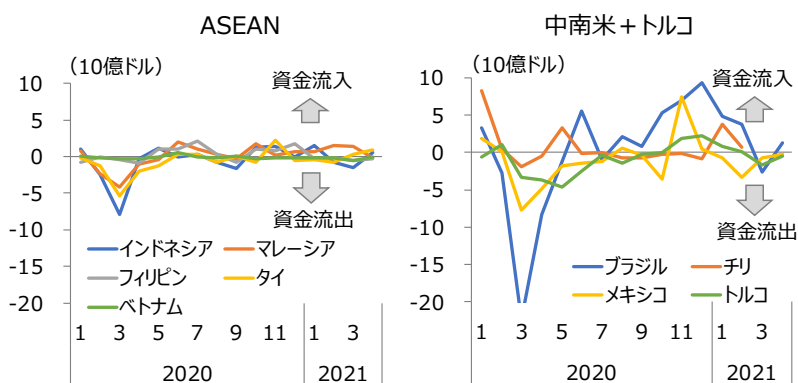 ASEAN
（10億ドル）
資金流入
10
5
0
-5
-10
-15
-20
資金流出
インドネシア マレーシア
フィリピン タイ
ベトナム
1 3 5 7 9 11 1 3
2020 2021
中南米＋トルコ
（10億ドル）
資金流入
10
5
0
-5
-10
-15
-20
資金流出
ブラジル チリ
メキシコ トルコ
1 3 5 7 9 11 1 3
2020 2021